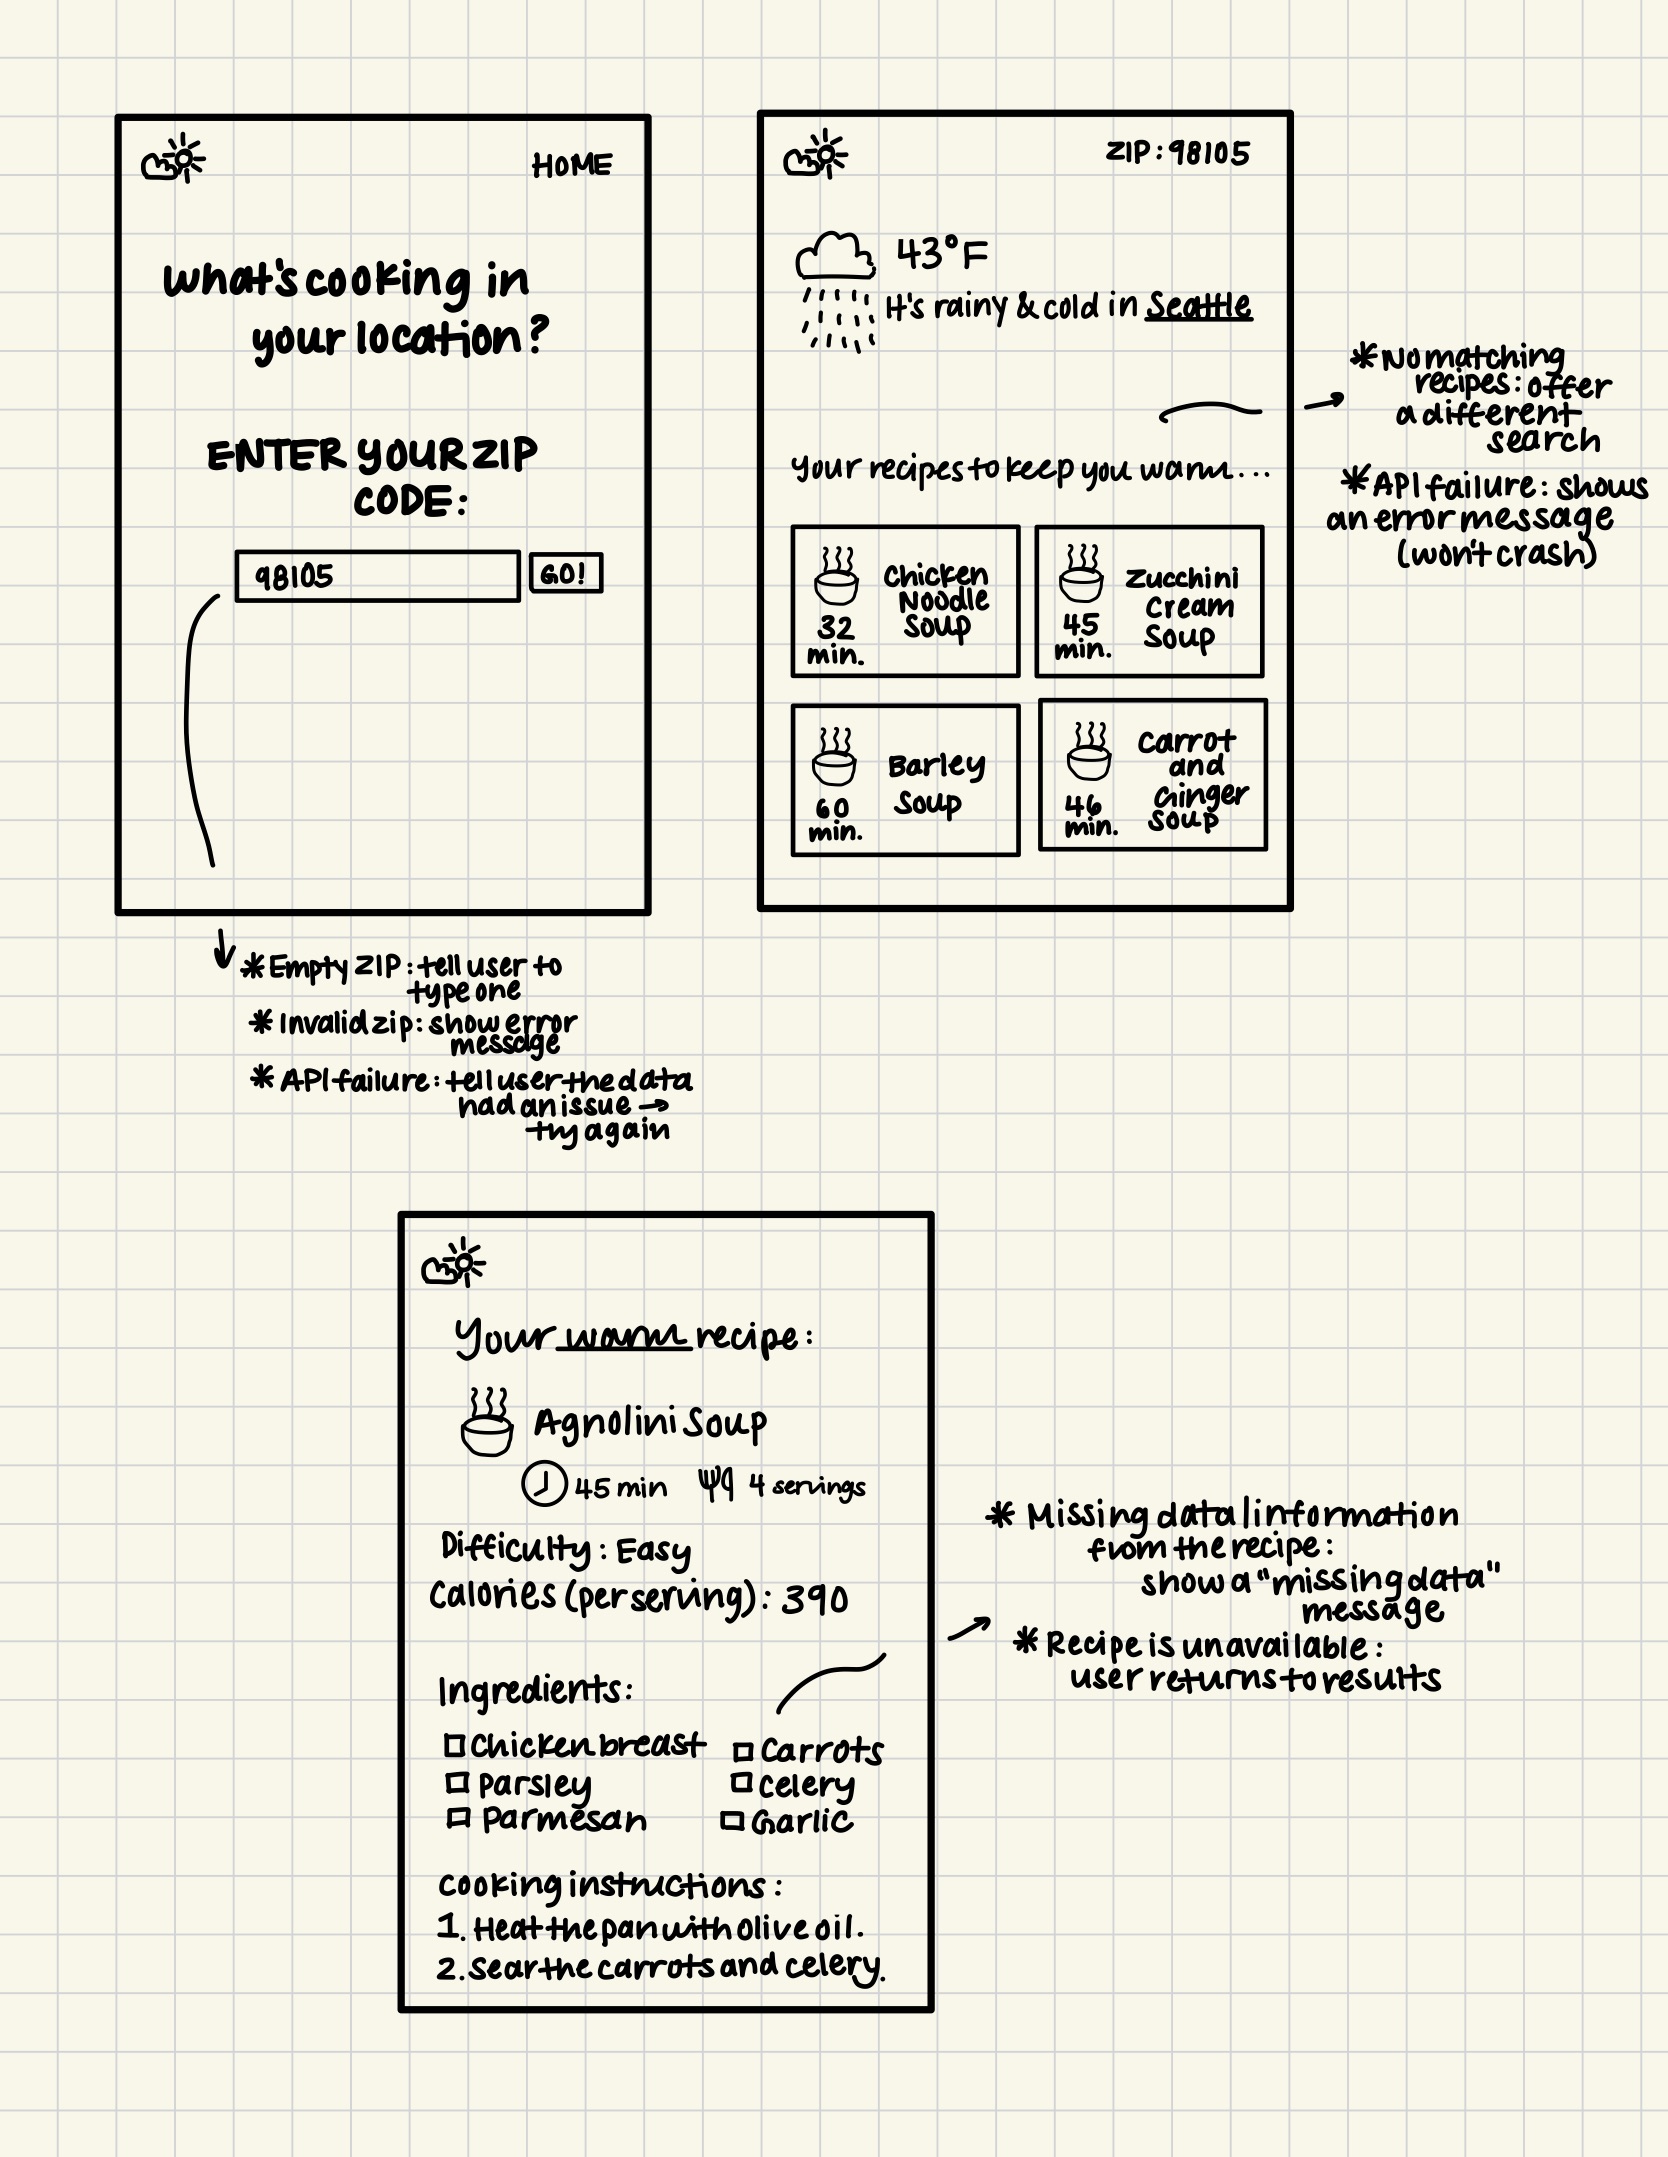 HOME
What's cooking in
your location?
ENTER YOUR ZIP
CODE:
98105
GO!
* Empty ZIP: tell user to
type one
* Invalid zip: show error
message
* API failure: tell user the data
had an issue →
try again
ZIP: 98105
43°F
It's rainy & cold in Seattle
Your recipes to keep you warm...
Chicken
Noodle
Soup
32
min.
Zucchini
Cream
Soup
45
min.
Barley
Soup
60
min.
Carrot
and
Ginger
Soup
46
min.
* No matching
recipes: offer
a different
search
* API failure: shows
an error message
(won't crash)
Your warm recipe:
Agnolini Soup
45 min 4 servings
Difficulty: Easy
Calories (per serving): 390
Ingredients:
Chicken breast Carrots
Parsley Celery
Parmesan Garlic
Cooking instructions:
1. Heat the pan with olive oil.
2. Sear the carrots and celery.
* Missing data/information
from the recipe:
show a "missing data"
message
* Recipe is unavailable:
user returns to results